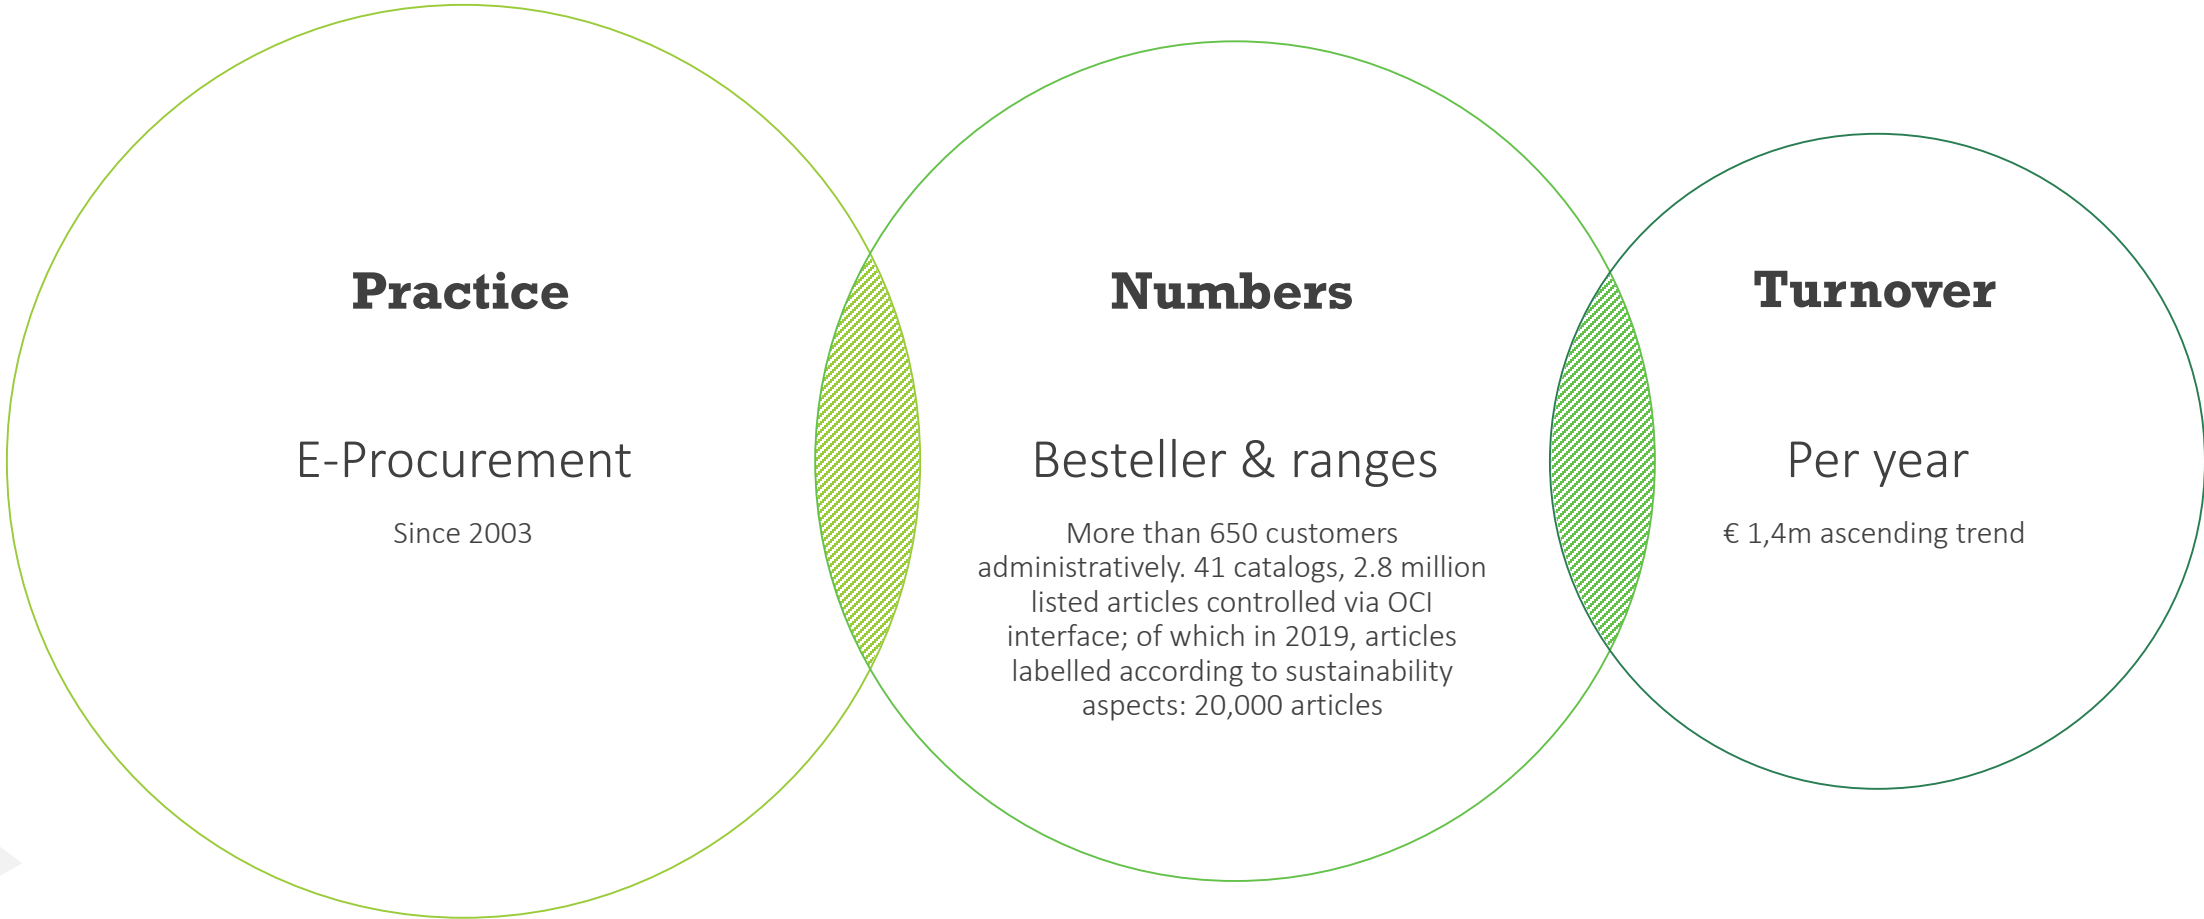 Practice
E-Procurement
Since 2003
Numbers
Besteller & ranges
More than 650 customers
administratively. 41 catalogs, 2.8 million
listed articles controlled via OCI
interface; of which in 2019, articles
labelled according to sustainability
aspects: 20,000 articles
Turnover
Per year
€ 1,4m ascending trend